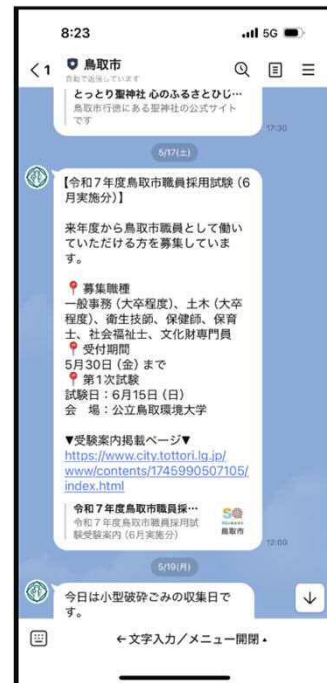 8:23
5G
1
鳥取市
自動で返信しています
とっとり聖神社 心のふるさとひじ…
鳥取市行徳にある聖神社の公式サイト
です
17:30
5/17(土)
【令和7年度鳥取市職員採用試験（6
月実施分）】
来年度から鳥取市職員として働い
ていただける方を募集していま
す。
📍募集職種
一般事務（大卒程度）、土木（大卒
程度）、衛生技師、保健師、保育
士、社会福祉士、文化財専門員
📍受付期間
5月30日（金）まで
📍第1次試験
試験日：6月15日（日）
会　場：公立鳥取環境大学
▼受験案内掲載ページ▼
https://www.city.tottori.lg.jp/
www/contents/1745990507105/
index.html
令和７年度鳥取市職員採…
令和７年度鳥取市職員採用試
験受験案内（6月実施分）
SQ
鳥取市
12:00
5/19(月)
今日は小型破砕ごみの収集日で
す。
←文字入力／メニュー開閉▴